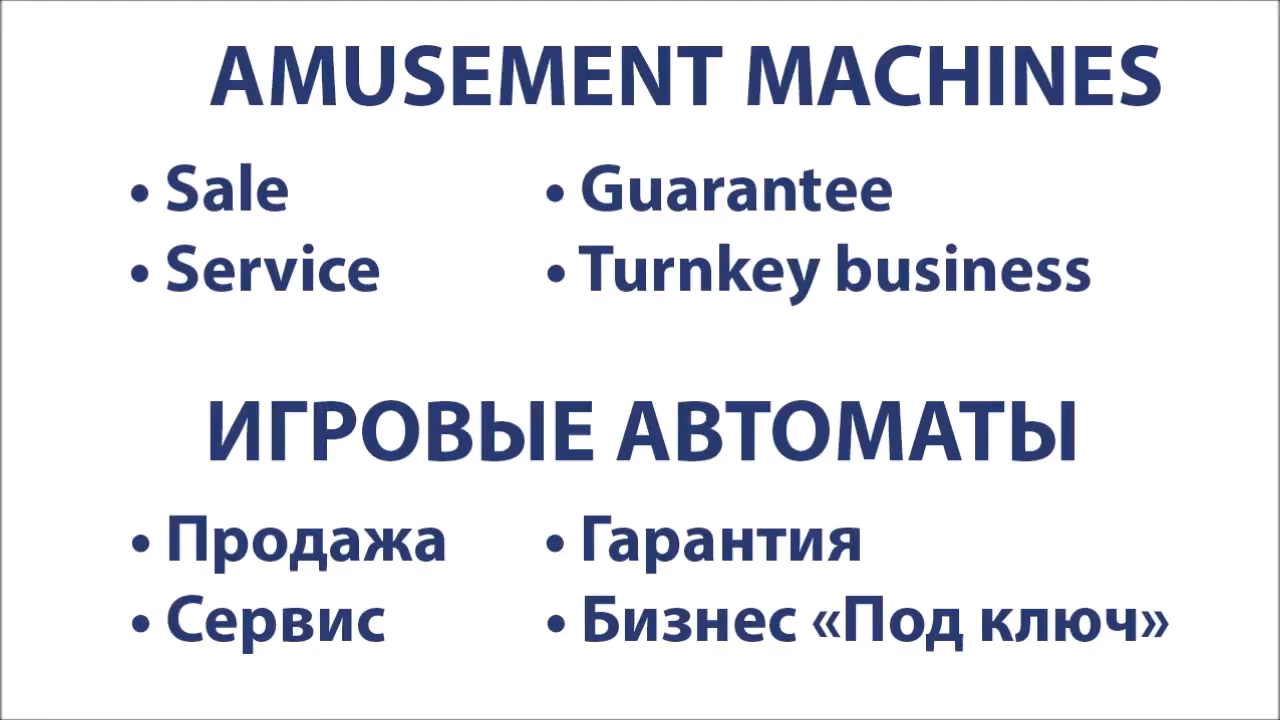 AMUSEMENT MACHINES
• Sale • Guarantee
• Service • Turnkey business
ИГРОВЫЕ АВТОМАТЫ
• Продажа • Гарантия
• Сервис • Бизнес «Под ключ»